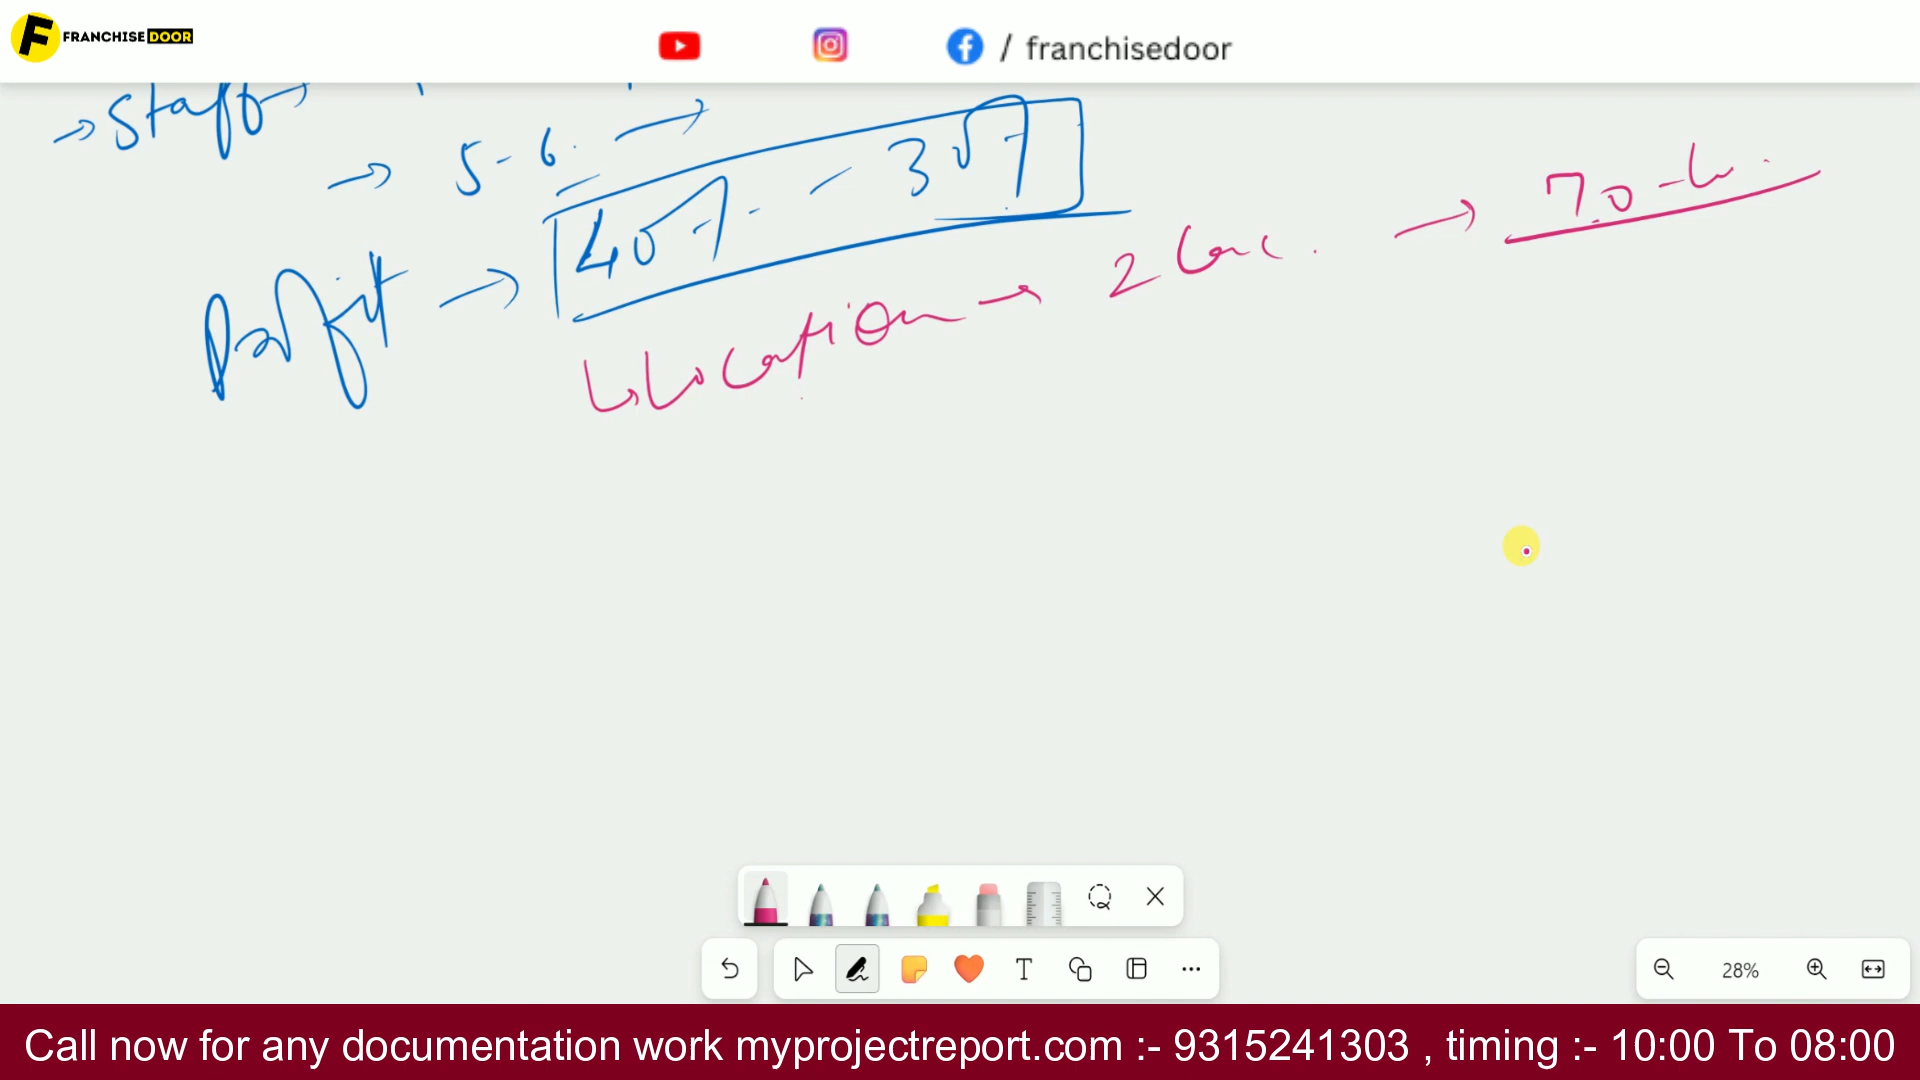 FRANCHISE DOOR
/ franchisedoor
→ Staff →
→ 5-6. →
Profit → 40%. - 35%
↳ Location → 2 Lac. → 70-
T
28%
Call now for any documentation work myprojectreport.com :- 9315241303 , timing :- 10:00 To 08:00